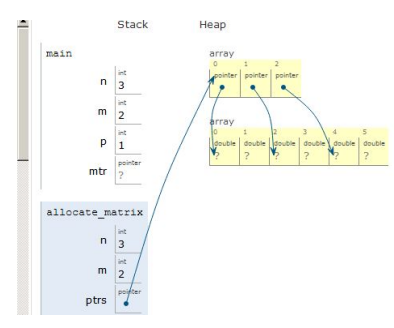 Stack Heap
main
array
0 1 2
pointer pointer pointer
n int 3
m int 2
p int 1
mtr pointer ?
array
0 1 2 3 4 5
double double double double double double
? ? ? ? ? ?
allocate_matrix
n int 3
m int 2
ptrs pointer